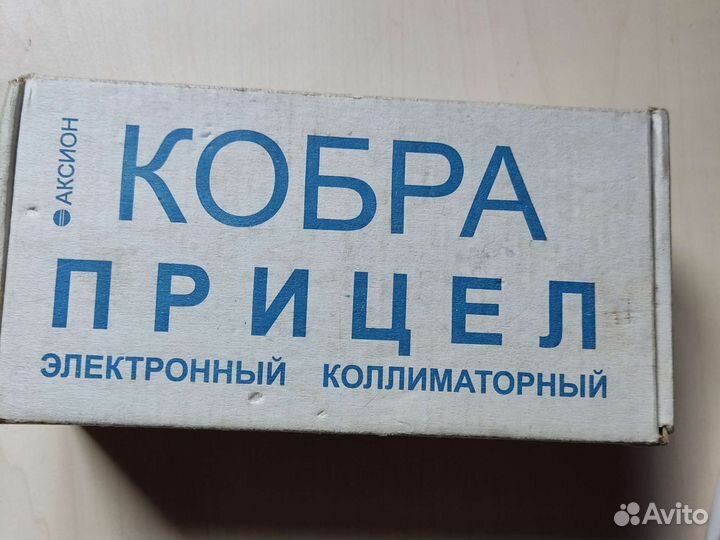 АКСИОН
КОБРА
ПРИЦЕЛ
ЭЛЕКТРОННЫЙ КОЛЛИМАТОРНЫЙ
Avito